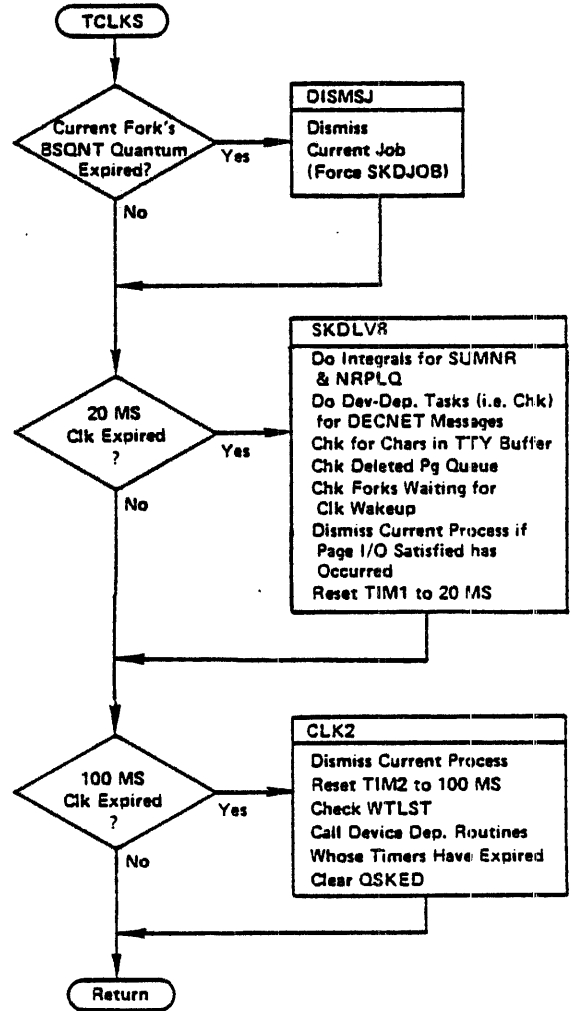 TCLKS
Current Fork's
BSQNT Quantum
Expired?
Yes
No
DISMSJ
Dismiss
Current Job
(Force SKDJOB)
20 MS
Clk Expired
?
Yes
No
SKDLV8
Do Integrals for SUMNR
& NRPLQ
Do Dev-Dep. Tasks (i.e. Chk)
for DECNET Messages
Chk for Chars in TTY Buffer
Chk Deleted Pg Queue
Chk Forks Waiting for
Clk Wakeup
Dismiss Current Process if
Page I/O Satisfied has
Occurred
Reset TIM1 to 20 MS
100 MS
Clk Expired
?
Yes
No
CLK2
Dismiss Current Process
Reset TIM2 to 100 MS
Check WTLST
Call Device Dep. Routines
Whose Timers Have Expired
Clear QSKED
Return